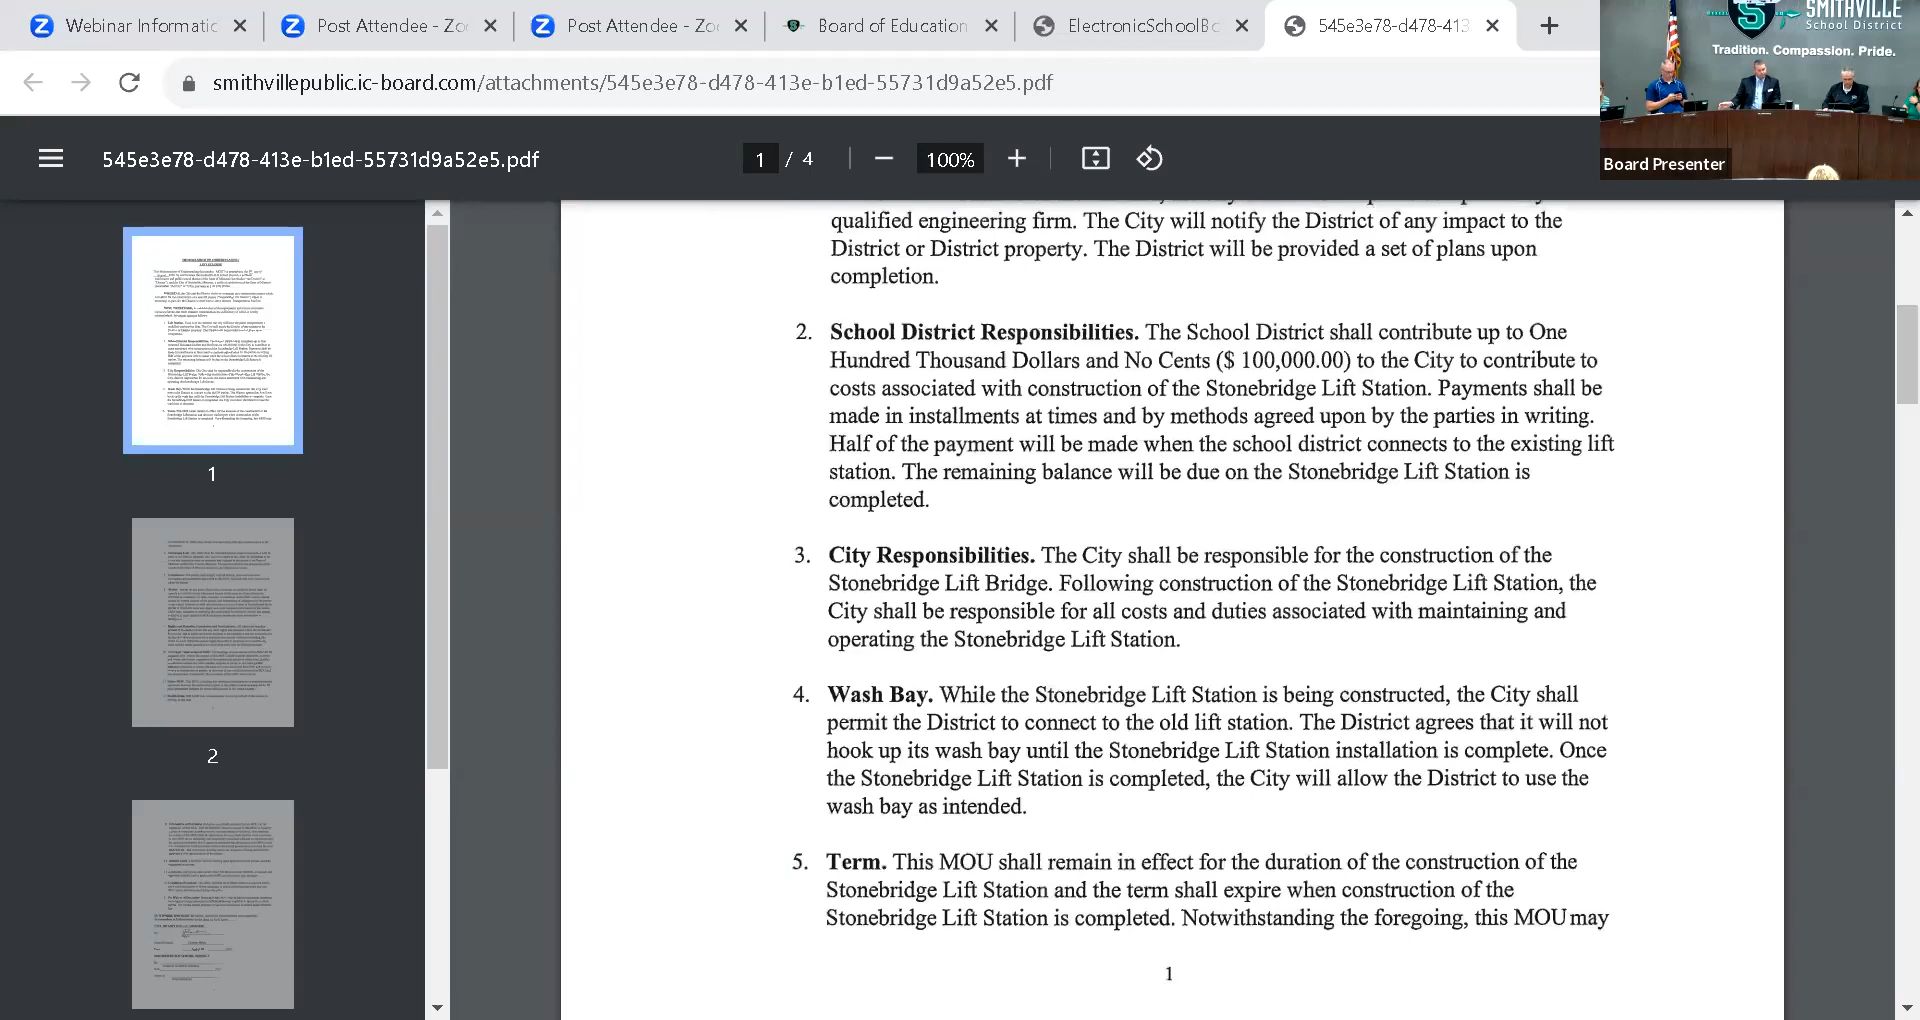 Webinar Informatic
Post Attendee - Zo
Post Attendee - Zo
Board of Education
ElectronicSchoolBo
545e3e78-d478-413
SMITHVILLE
School District
Tradition. Compassion. Pride.
Board Presenter
smithvillepublic.ic-board.com/attachments/545e3e78-d478-413e-b1ed-55731d9a52e5.pdf
545e3e78-d478-413e-b1ed-55731d9a52e5.pdf
1 / 4
100%
1
2
qualified engineering firm. The City will notify the District of any impact to the
District or District property. The District will be provided a set of plans upon
completion.
2. School District Responsibilities. The School District shall contribute up to One
Hundred Thousand Dollars and No Cents ($ 100,000.00) to the City to contribute to
costs associated with construction of the Stonebridge Lift Station. Payments shall be
made in installments at times and by methods agreed upon by the parties in writing.
Half of the payment will be made when the school district connects to the existing lift
station. The remaining balance will be due on the Stonebridge Lift Station is
completed.
3. City Responsibilities. The City shall be responsible for the construction of the
Stonebridge Lift Bridge. Following construction of the Stonebridge Lift Station, the
City shall be responsible for all costs and duties associated with maintaining and
operating the Stonebridge Lift Station.
4. Wash Bay. While the Stonebridge Lift Station is being constructed, the City shall
permit the District to connect to the old lift station. The District agrees that it will not
hook up its wash bay until the Stonebridge Lift Station installation is complete. Once
the Stonebridge Lift Station is completed, the City will allow the District to use the
wash bay as intended.
5. Term. This MOU shall remain in effect for the duration of the construction of the
Stonebridge Lift Station and the term shall expire when construction of the
Stonebridge Lift Station is completed. Notwithstanding the foregoing, this MOU may
1